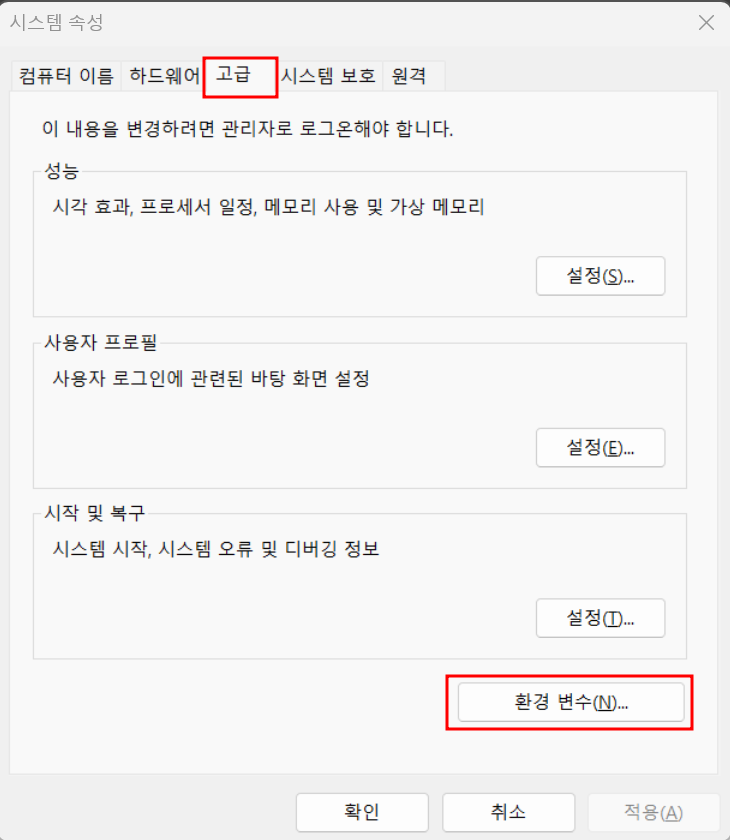 시스템 속성
컴퓨터 이름 하드웨어 고급 시스템 보호 원격
이 내용을 변경하려면 관리자로 로그온해야 합니다.
성능
시각 효과, 프로세서 일정, 메모리 사용 및 가상 메모리
설정(S)...
사용자 프로필
사용자 로그인에 관련된 바탕 화면 설정
설정(E)...
시작 및 복구
시스템 시작, 시스템 오류 및 디버깅 정보
설정(T)...
환경 변수(N)...
확인 취소 적용(A)